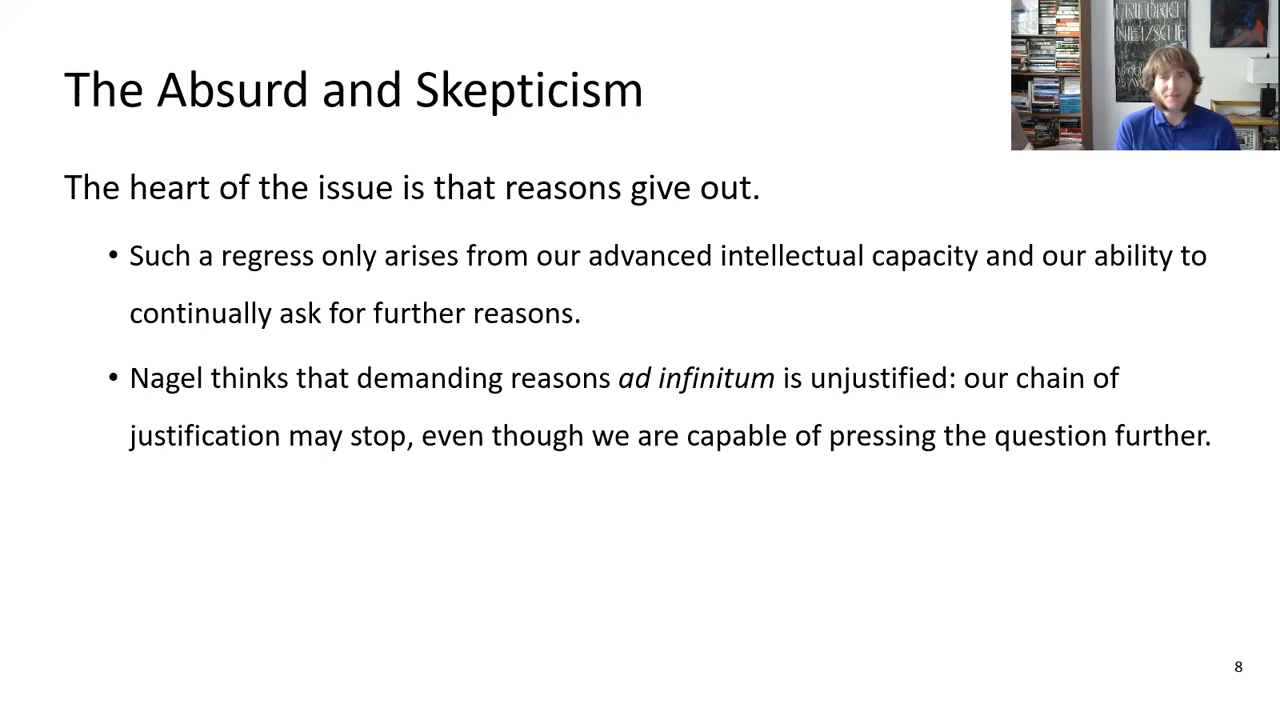 The Absurd and Skepticism
FRIEDRICH
NIETZSCHE
The heart of the issue is that reasons give out.
• Such a regress only arises from our advanced intellectual capacity and our ability to
continually ask for further reasons.
• Nagel thinks that demanding reasons ad infinitum is unjustified: our chain of
justification may stop, even though we are capable of pressing the question further.
8